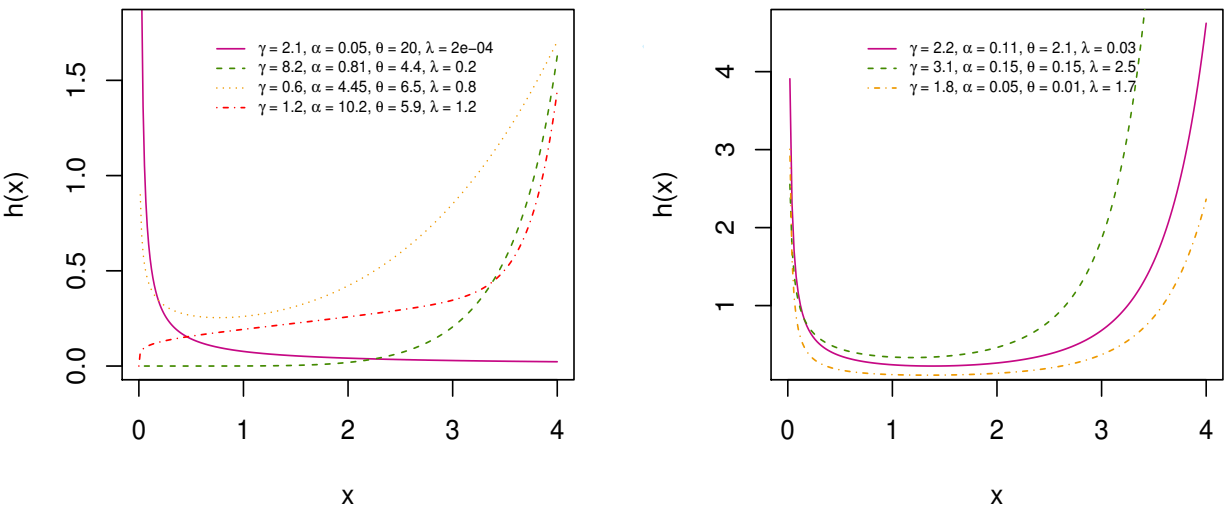 γ = 2.1, α = 0.05, θ = 20, λ = 2e−04
γ = 8.2, α = 0.81, θ = 4.4, λ = 0.2
γ = 0.6, α = 4.45, θ = 6.5, λ = 0.8
γ = 1.2, α = 10.2, θ = 5.9, λ = 1.2
1.5
1.0
0.5
0.0
h(x)
0 1 2 3 4
x
γ = 2.2, α = 0.11, θ = 2.1, λ = 0.03
γ = 3.1, α = 0.15, θ = 0.15, λ = 2.5
γ = 1.8, α = 0.05, θ = 0.01, λ = 1.7
4
3
2
1
h(x)
0 1 2 3 4
x